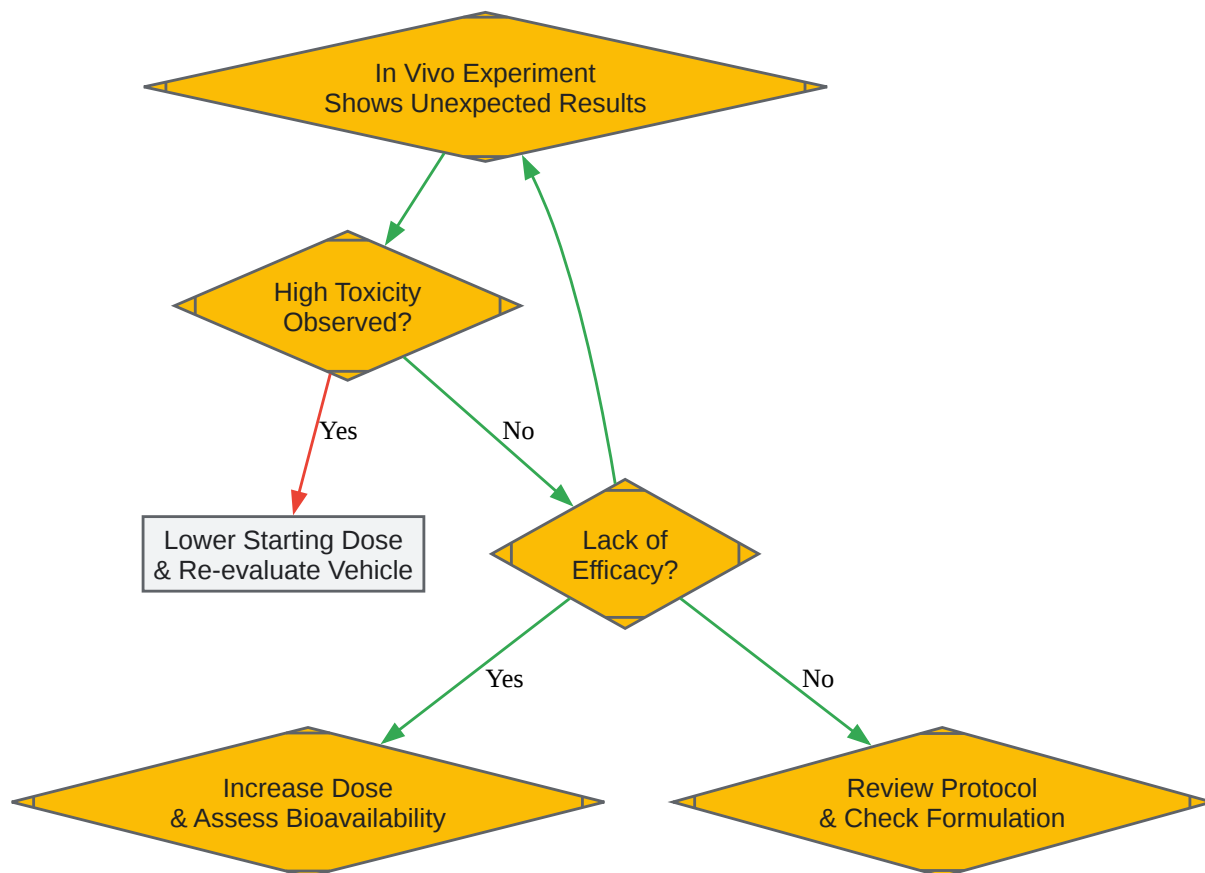 In Vivo Experiment
Shows Unexpected Results
High Toxicity
Observed?
Yes
No
Lower Starting Dose
& Re-evaluate Vehicle
Lack of
Efficacy?
Yes
No
Increase Dose
& Assess Bioavailability
Review Protocol
& Check Formulation